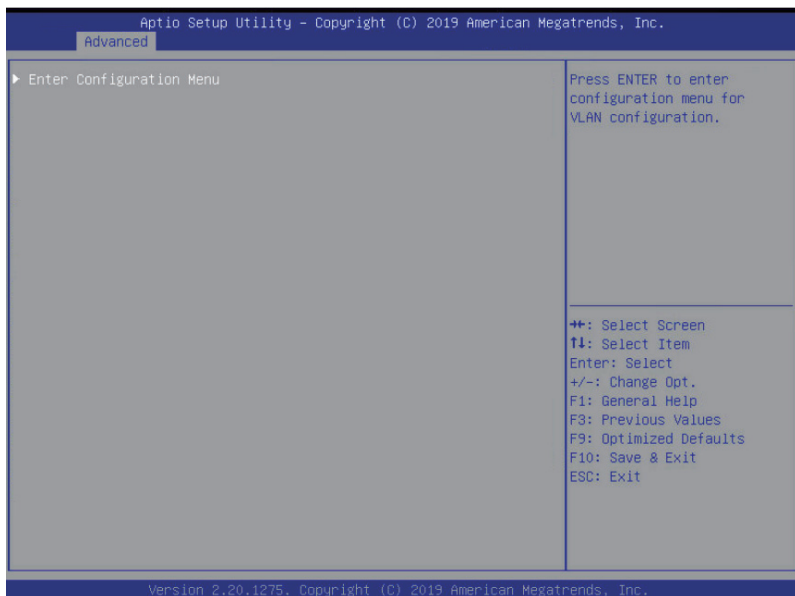 Aptio Setup Utility – Copyright (C) 2019 American Megatrends, Inc.
Advanced
▶ Enter Configuration Menu
Press ENTER to enter
configuration menu for
VLAN configuration.
→←: Select Screen
↑↓: Select Item
Enter: Select
+/-: Change Opt.
F1: General Help
F3: Previous Values
F9: Optimized Defaults
F10: Save & Exit
ESC: Exit
Version 2.20.1275. Copyright (C) 2019 American Megatrends, Inc.